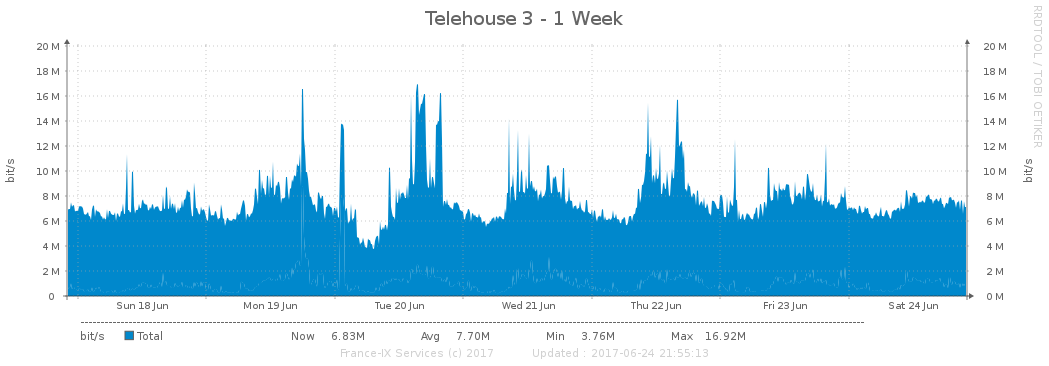 Telehouse 3 - 1 Week
RRDTOOL / TOBI OETIKER
bit/s
bit/s
20 M 20 M
18 M 18 M
16 M 16 M
14 M 14 M
12 M 12 M
10 M 10 M
8 M 8 M
6 M 6 M
4 M 4 M
2 M 2 M
0 0 M
Sun 18 Jun Mon 19 Jun Tue 20 Jun Wed 21 Jun Thu 22 Jun Fri 23 Jun Sat 24 Jun
bit/s Total Now 6.83M Avg 7.70M Min 3.76M Max 16.92M
France-IX Services (c) 2017 Updated : 2017-06-24 21:55:13